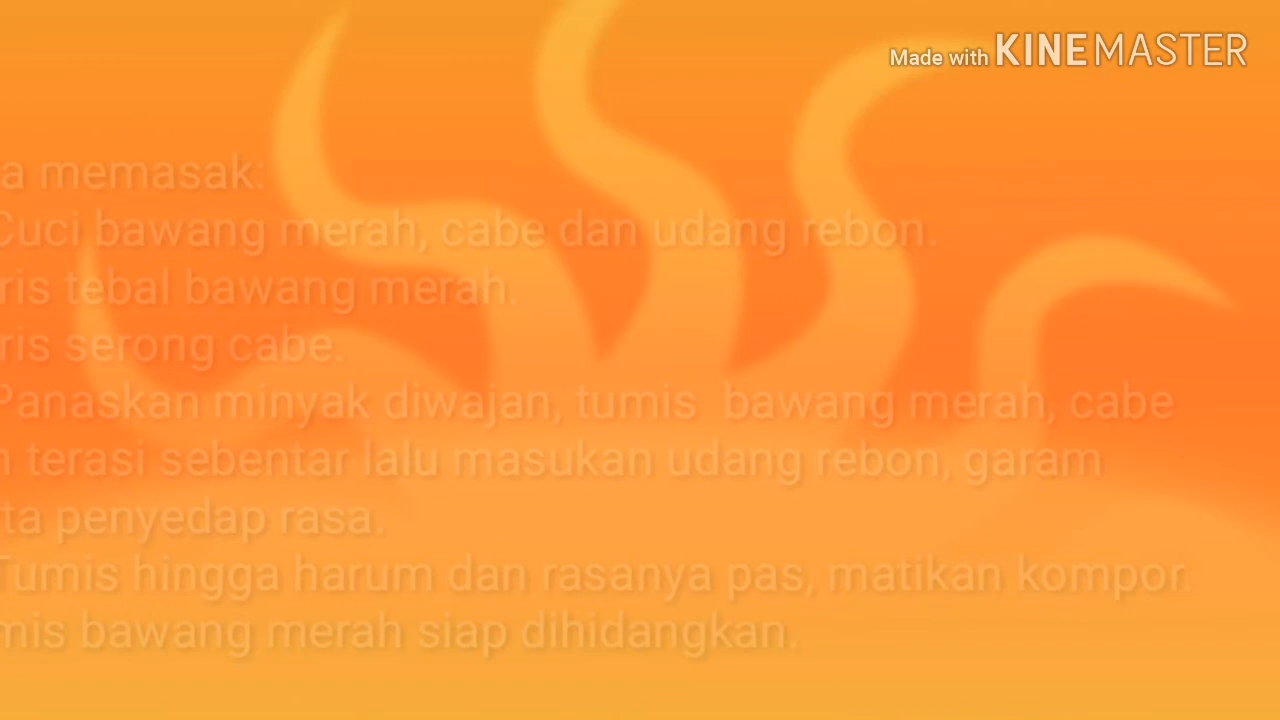 Made with KINEMASTER
a memasak:
Cuci bawang merah, cabe dan udang rebon.
ris tebal bawang merah.
ris serong cabe.
Panaskan minyak diwajan, tumis bawang merah, cabe
n terasi sebentar lalu masukan udang rebon, garam
ta penyedap rasa.
Tumis hingga harum dan rasanya pas, matikan kompor.
mis bawang merah siap dihidangkan.